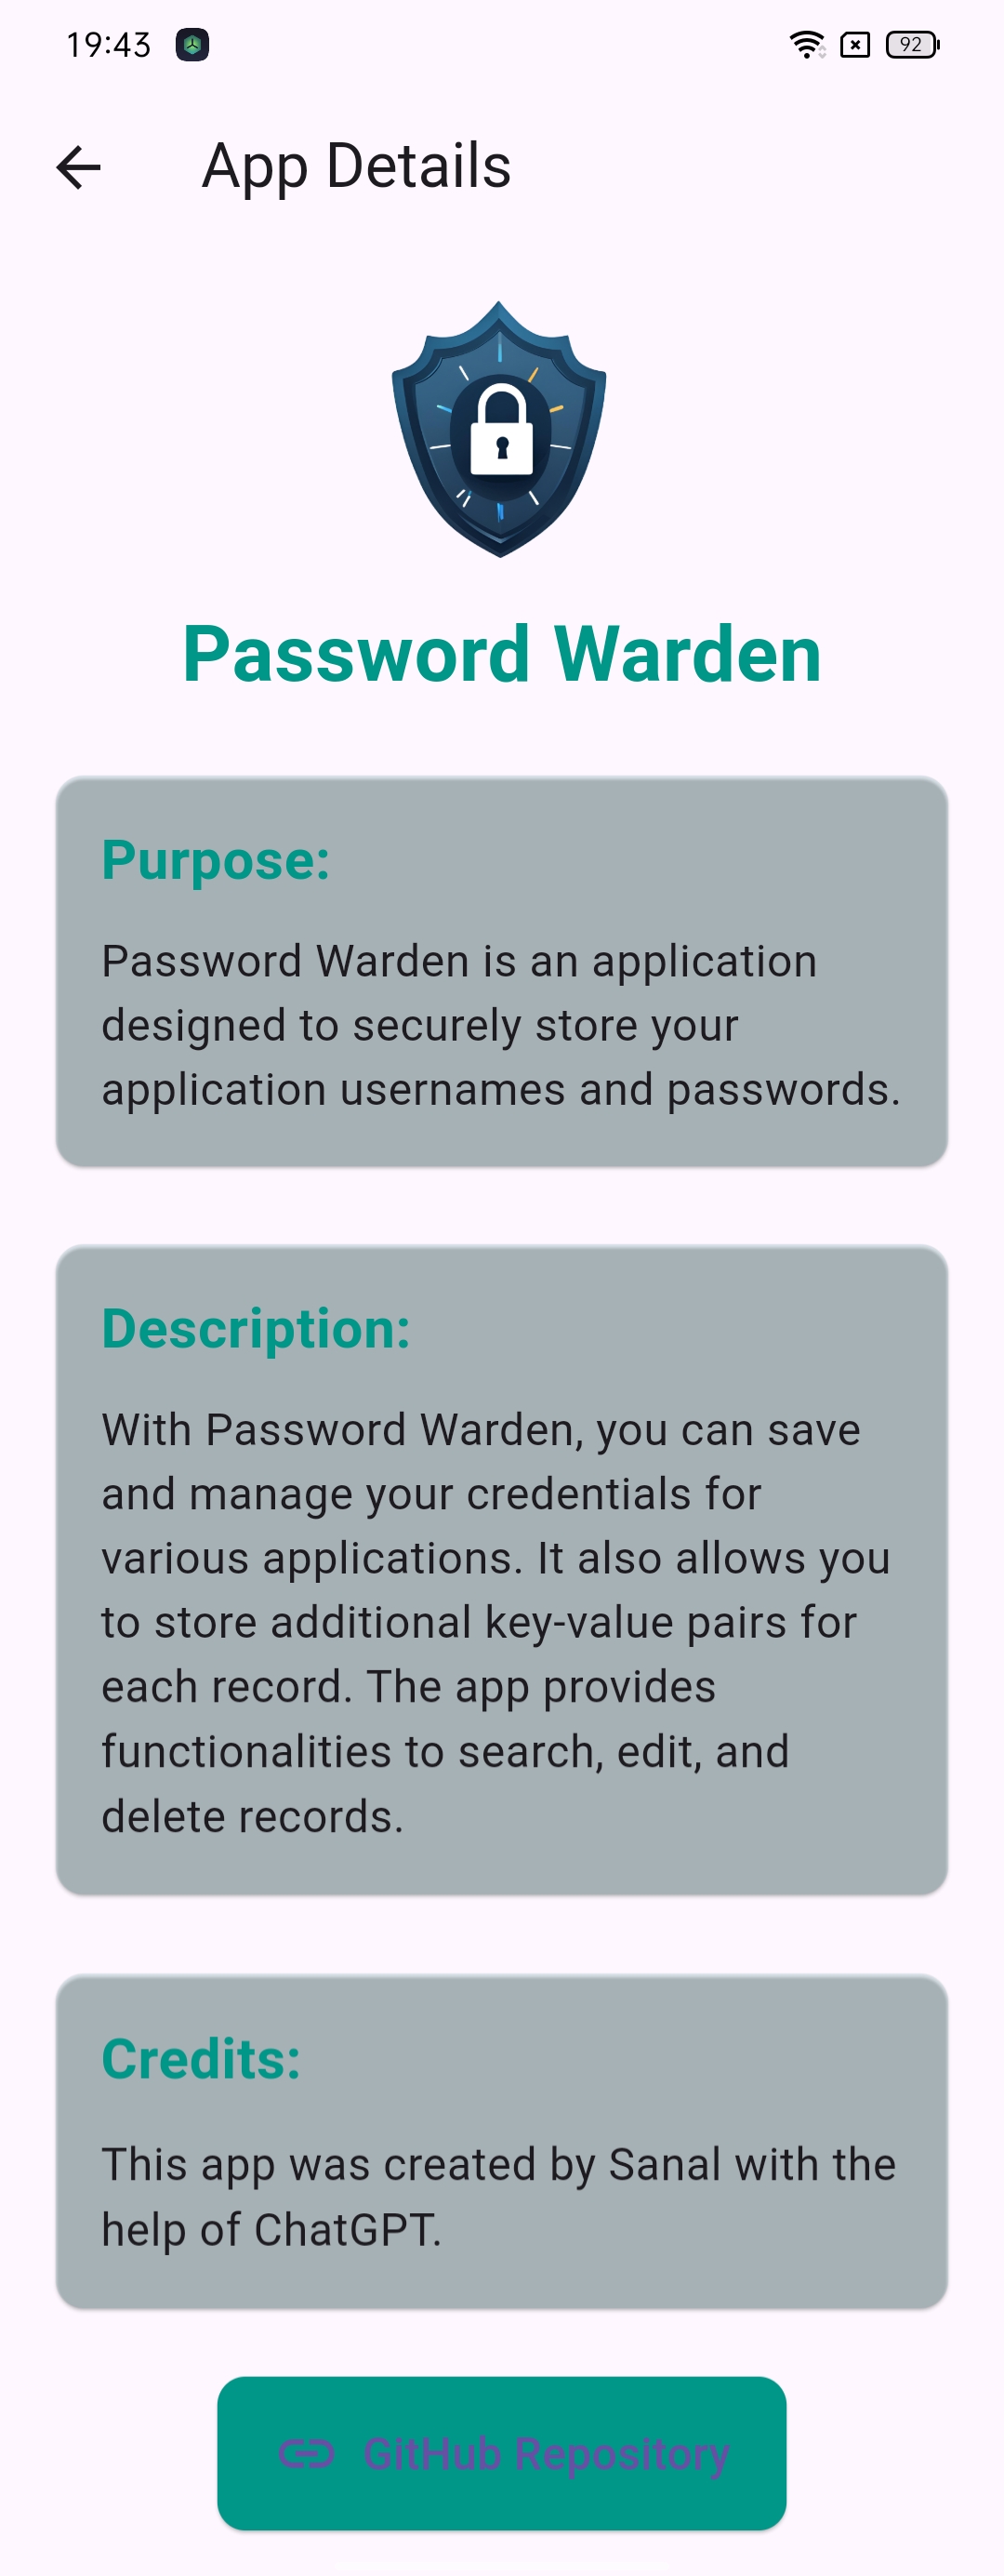 19:43
92
App Details
Password Warden
Purpose:
Password Warden is an application
designed to securely store your
application usernames and passwords.
Description:
With Password Warden, you can save
and manage your credentials for
various applications. It also allows you
to store additional key-value pairs for
each record. The app provides
functionalities to search, edit, and
delete records.
Credits:
This app was created by Sanal with the
help of ChatGPT.
GitHub Repository